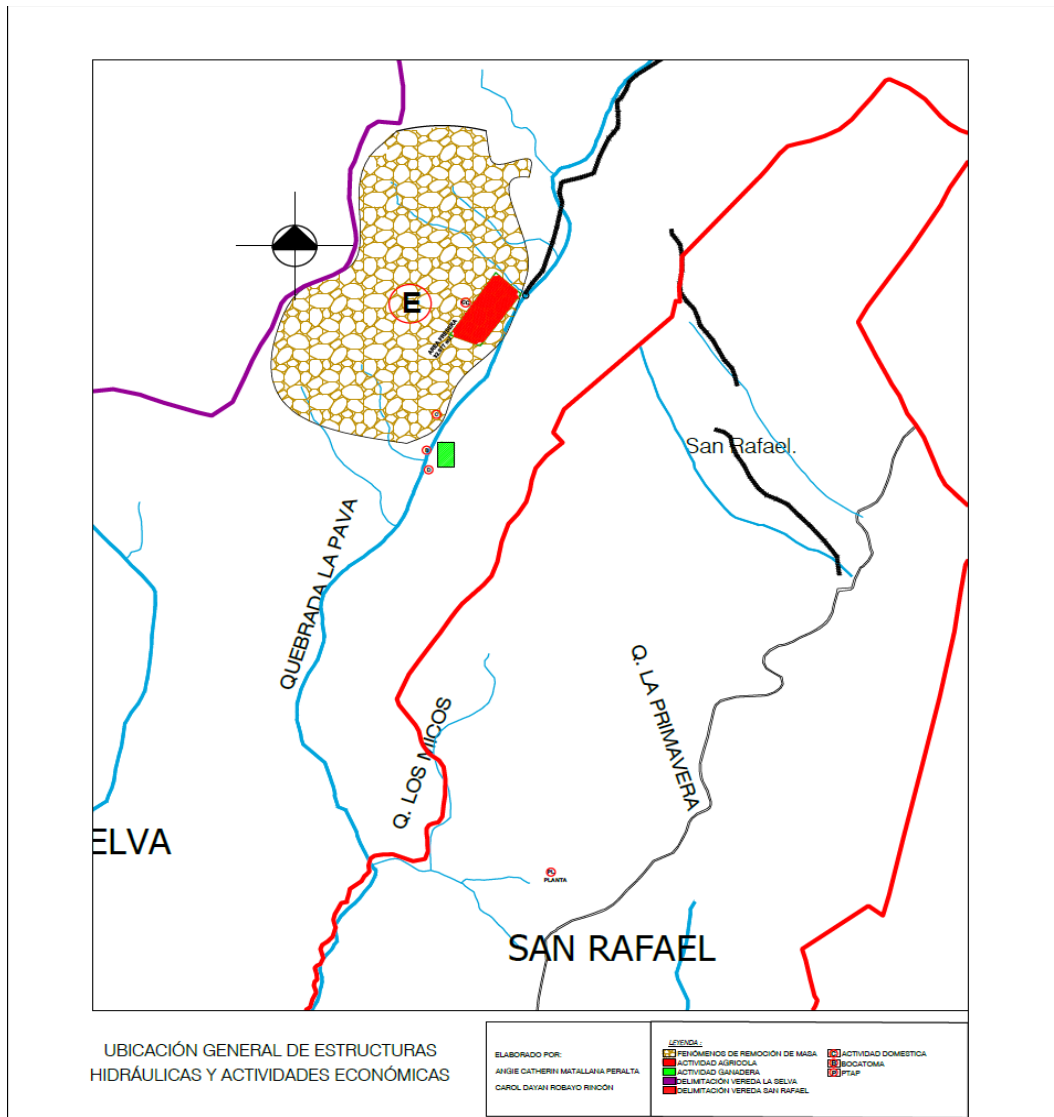 E
QUEBRADA LA PAVA
Q. LOS MICOS
San Rafael.
Q. LA PRIMAVERA
PLANTA
ELVA
SAN RAFAEL
UBICACIÓN GENERAL DE ESTRUCTURAS
HIDRÁULICAS Y ACTIVIDADES ECONÓMICAS
ELABORADO POR:
ANGIE CATHERIN MATALLANA PERALTA
CAROL DAYAN ROBAYO RINCÓN
LEYENDA :
FENÓMENOS DE REMOCIÓN DE MASA
ACTIVIDAD AGRICOLA
ACTIVIDAD GANADERA
DELIMITACIÓN VEREDA LA SELVA
DELIMITACIÓN VEREDA SAN RAFAEL
ACTIVIDAD DOMESTICA
BOCATOMA
PTAP